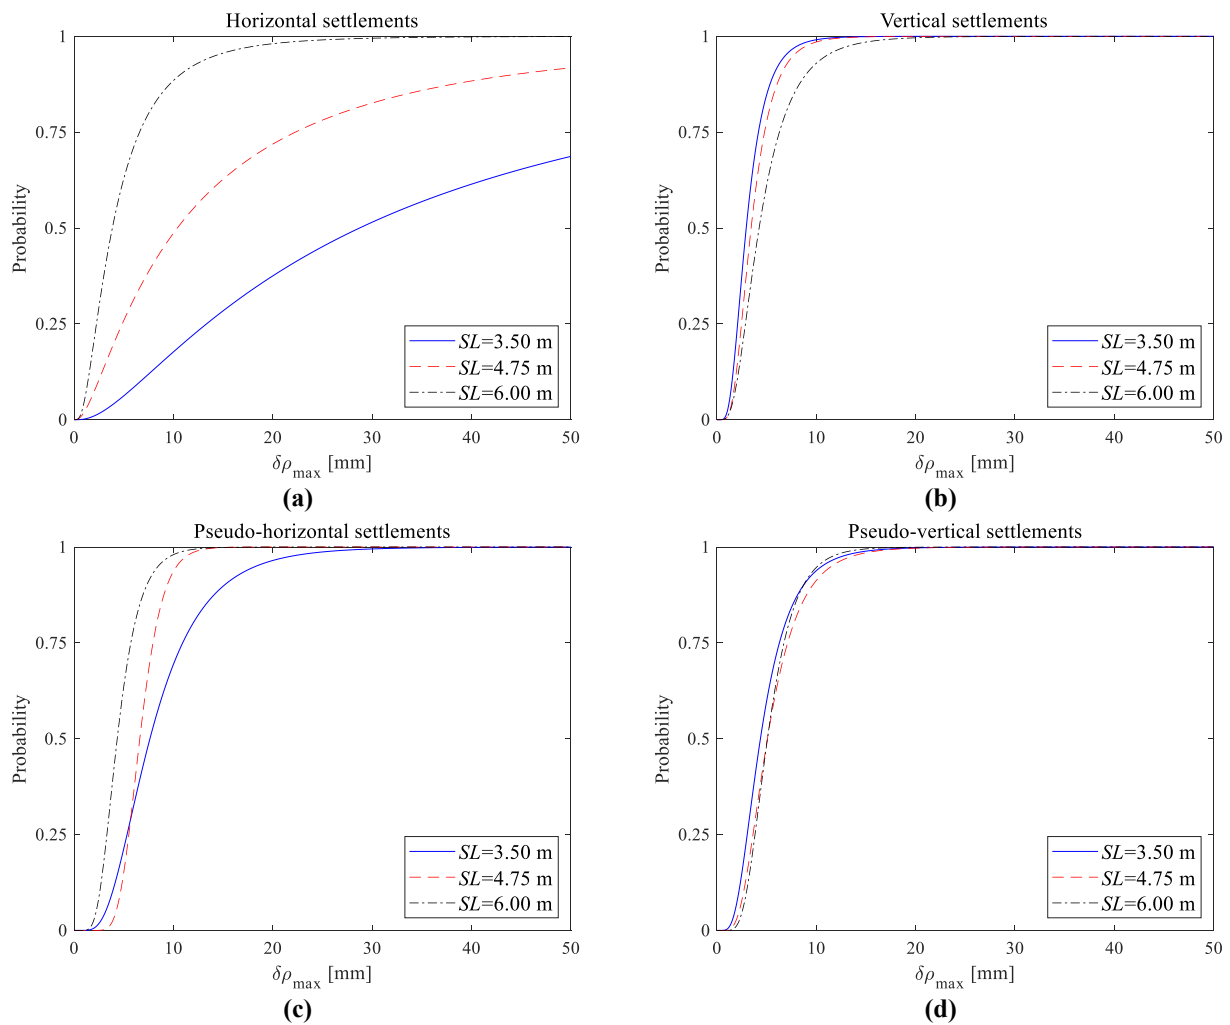 Horizontal settlements
1
0.75
0.5
0.25
0
Probability
SL=3.50 m
SL=4.75 m
SL=6.00 m
0 10 20 30 40 50
δρmax [mm]
(a)
Vertical settlements
1
0.75
0.5
0.25
0
Probability
SL=3.50 m
SL=4.75 m
SL=6.00 m
0 10 20 30 40 50
δρmax [mm]
(b)
Pseudo-horizontal settlements
1
0.75
0.5
0.25
0
Probability
SL=3.50 m
SL=4.75 m
SL=6.00 m
0 10 20 30 40 50
δρmax [mm]
(c)
Pseudo-vertical settlements
1
0.75
0.5
0.25
0
Probability
SL=3.50 m
SL=4.75 m
SL=6.00 m
0 10 20 30 40 50
δρmax [mm]
(d)